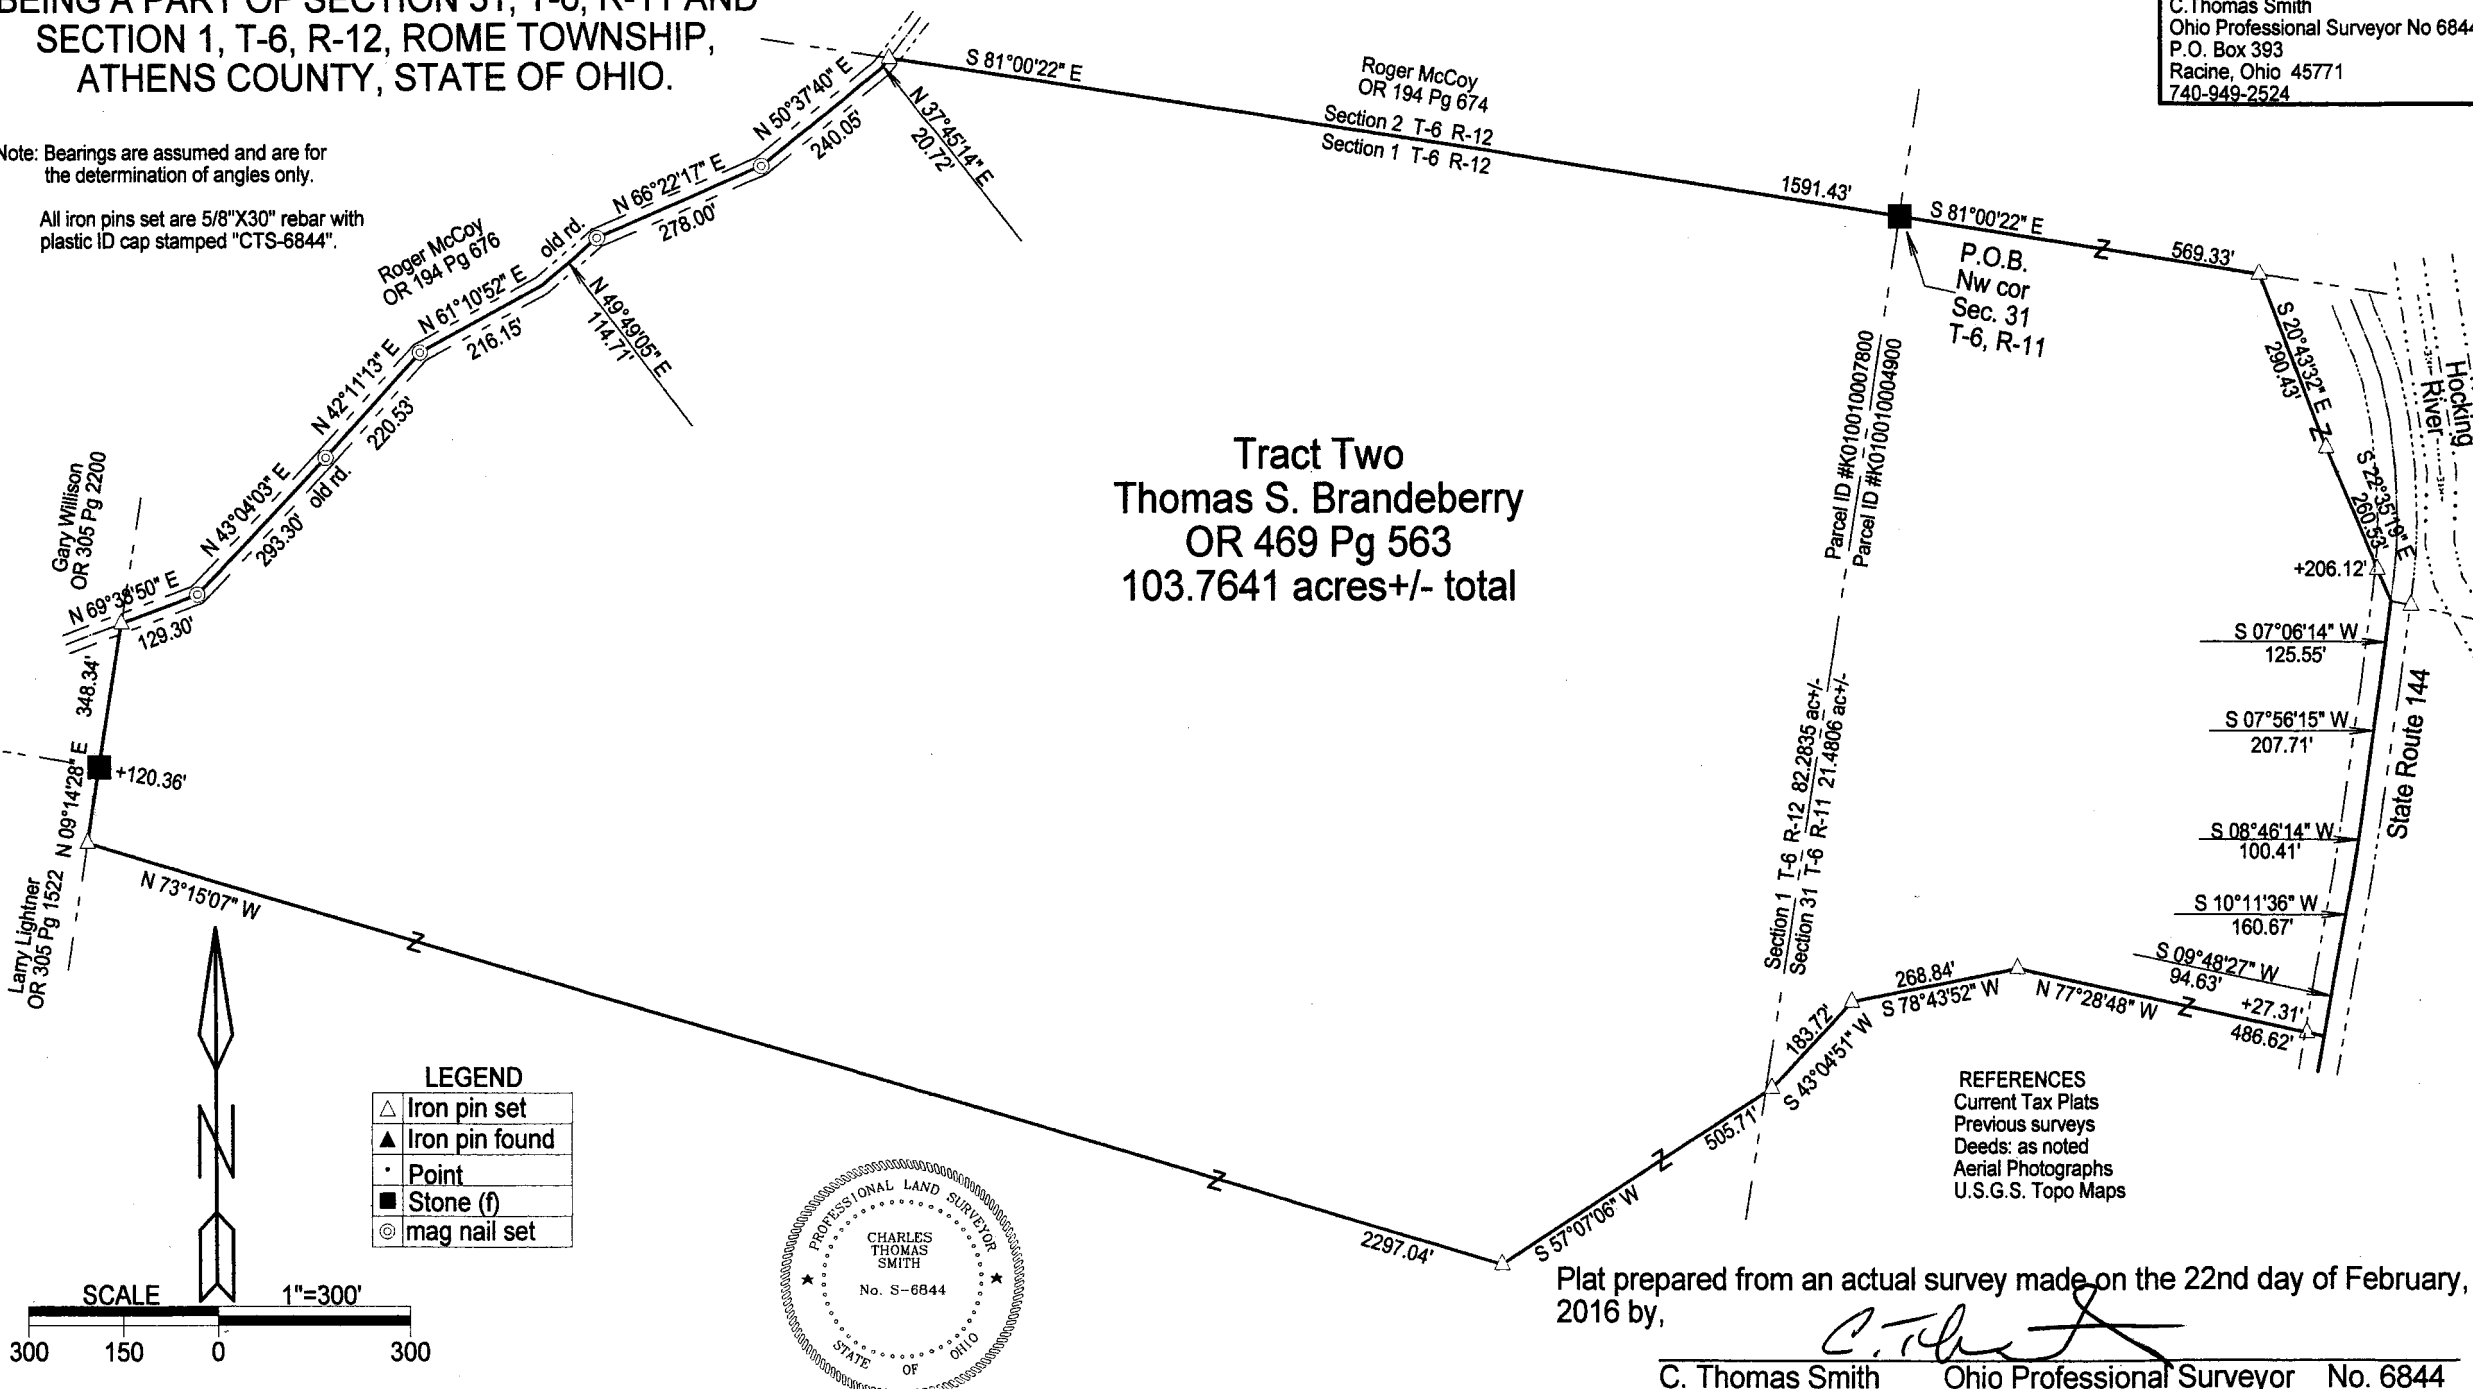 BEING A PART OF SECTION 31, T-6, R-11 AND
SECTION 1, T-6, R-12, ROME TOWNSHIP,
ATHENS COUNTY, STATE OF OHIO.
C.Thomas Smith
Ohio Professional Surveyor No 6844
P.O. Box 393
Racine, Ohio 45771
740-949-2524
Note: Bearings are assumed and are for
the determination of angles only.
All iron pins set are 5/8"X30" rebar with
plastic ID cap stamped "CTS-6844".
S 81°00'22" E
Roger McCoy
OR 194 Pg 674
Section 2 T-6 R-12
Section 1 T-6 R-12
1591.43'
S 81°00'22" E
Z
569.33'
P.O.B.
Nw cor
Sec. 31
T-6, R-11
N 50°37'40" E
240.05'
N 37°45'14" E
20.72'
N 66°22'17" E
278.00'
old rd.
Roger McCoy
OR 194 Pg 676
N 61°10'52" E
216.15'
N 49°49'05" E
114.71'
N 42°11'13" E
220.53'
N 43°04'03" E
293.30'
old rd.
Gary Willison
OR 305 Pg 2200
N 69°38'50" E
129.30'
348.34'
N 09°14'28" E
+120.36'
Larry Lightner
OR 305 Pg 1522
Tract Two
Thomas S. Brandeberry
OR 469 Pg 563
103.7641 acres+/- total
Parcel ID #K010010007800
Parcel ID #K010010004900
Section 1 T-6 R-12 82.2835 ac+/-
Section 31 T-6 R-11 21.4806 ac+/-
S 20°43'32" E
290.43'
Z
S 22°35'19" E
260.53'
+206.12'
Hocking
River
S 07°06'14" W
125.55'
S 07°56'15" W
207.71'
State Route 144
S 08°46'14" W
100.41'
S 10°11'36" W
160.67'
S 09°48'27" W
94.63'
+27.31'
486.62'
N 77°28'48" W
Z
268.84'
S 78°43'52" W
183.72'
S 43°04'51" W
505.71'
Z
S 57°07'06" W
N 73°15'07" W
Z
Z
2297.04'
N
LEGEND
Iron pin set
Iron pin found
Point
Stone (f)
mag nail set
SCALE 1"=300'
300 150 0 300
PROFESSIONAL LAND SURVEYOR
CHARLES
THOMAS
SMITH
No. S-6844
STATE OF OHIO
REFERENCES
Current Tax Plats
Previous surveys
Deeds: as noted
Aerial Photographs
U.S.G.S. Topo Maps
Plat prepared from an actual survey made on the 22nd day of February,
2016 by,
C. Thomas Smith Ohio Professional Surveyor No. 6844